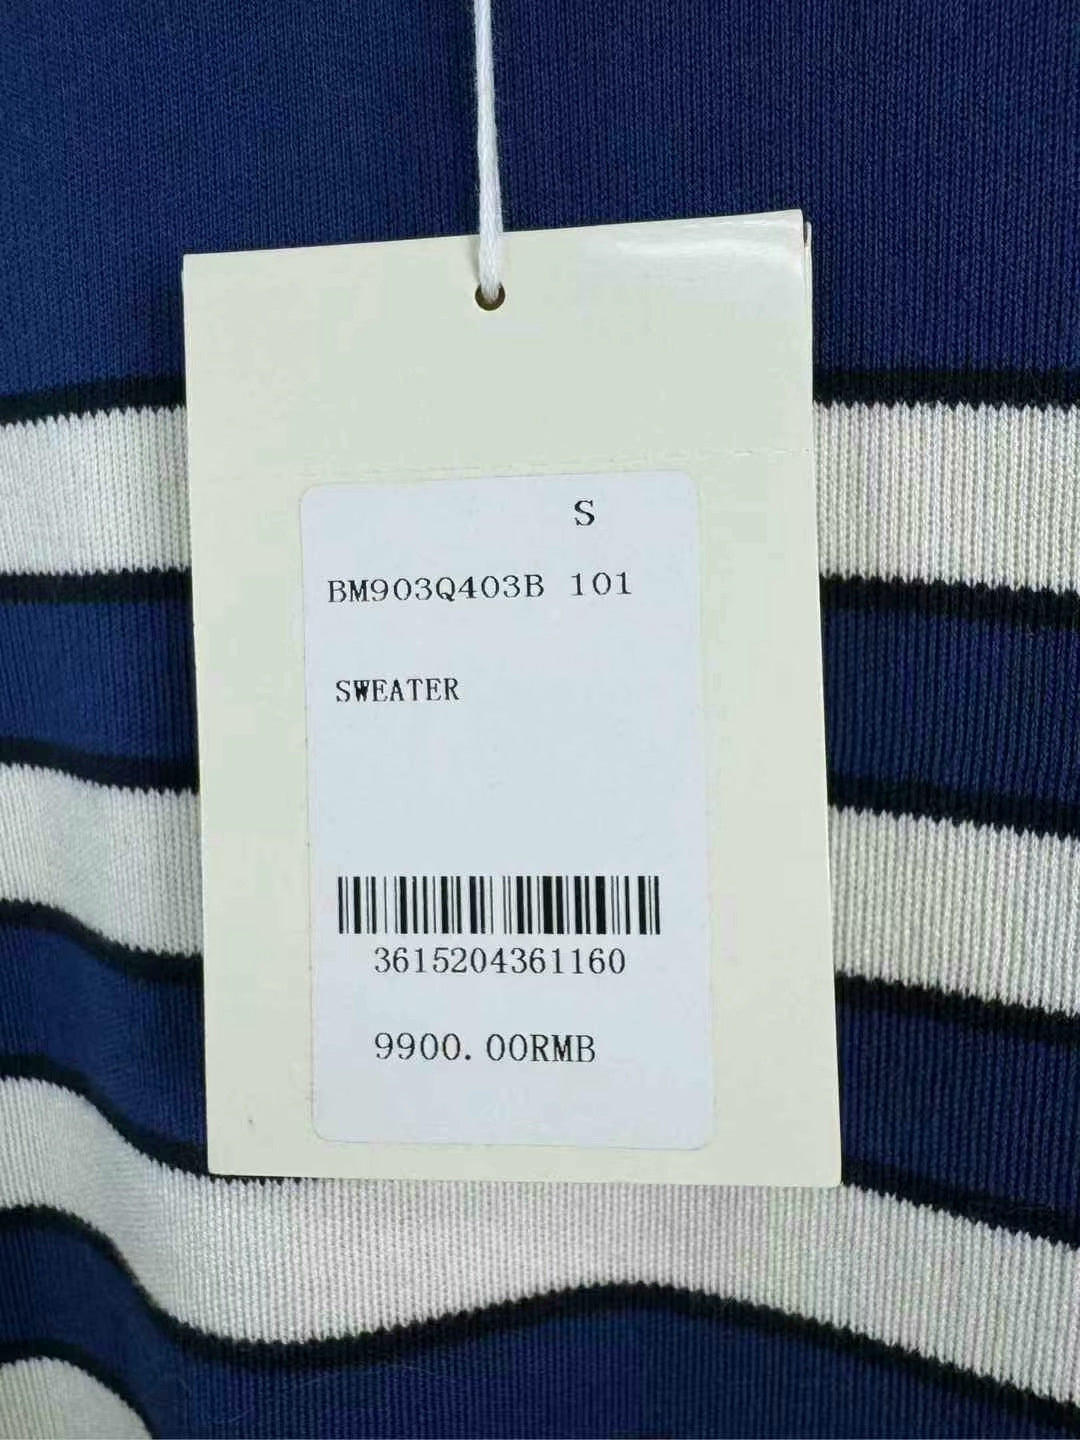 S
BM903Q403B 101
SWEATER
3615204361160
9900.00RMB